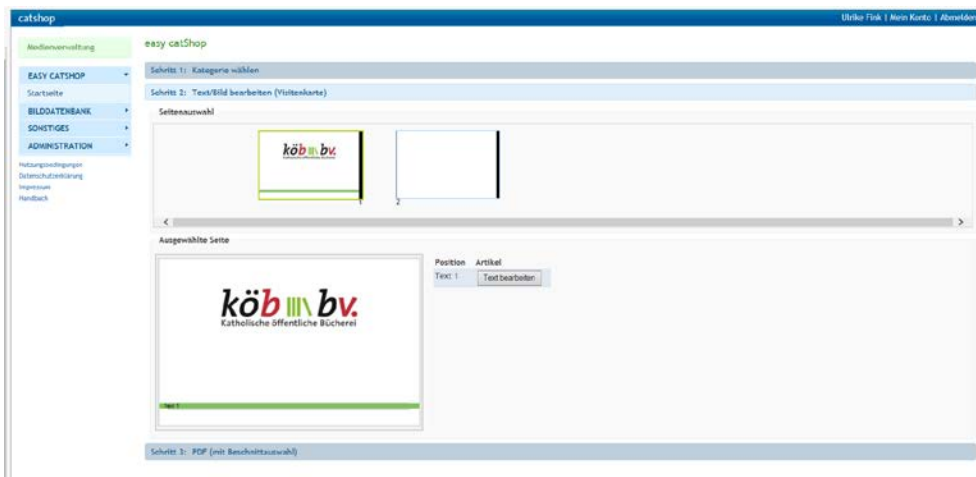 catshop
Ulrike Fink | Mein Konto | Abmelden
Medienverwaltung
easy catShop
EASY CATSHOP
Startseite
BILDDATENBANK
SONSTIGES
ADMINISTRATION
Nutzungsbedingungen
Datenschutzerklärung
Impressum
Handbuch
Schritt 1: Kategorie wählen
Schritt 2: Text/Bild bearbeiten (Visitenkarte)
Seitenauswahl
köb bv.
1
2
Ausgewählte Seite
köb bv.
Katholische öffentliche Bücherei
Text 1
Position Artikel
Text 1 Text bearbeiten
Schritt 3: PDF (mit Beschnittauswahl)